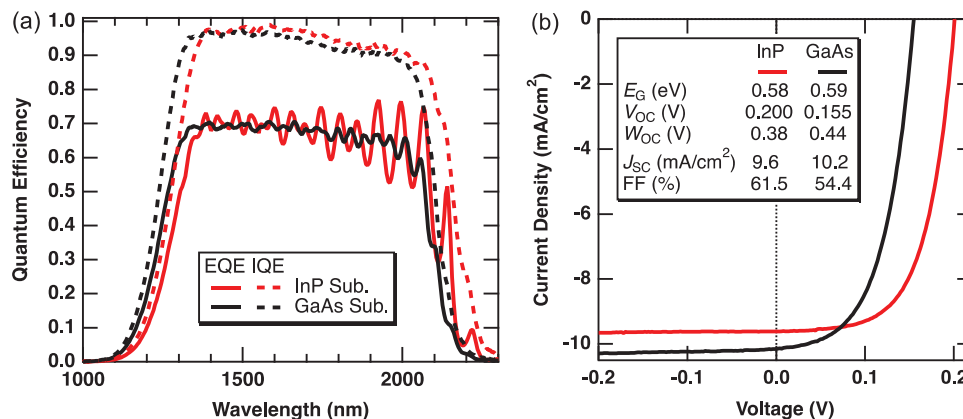 (a)
1.0
0.9
0.8
0.7
0.6
0.5
0.4
0.3
0.2
0.1
0.0
Quantum Efficiency
EQE IQE
InP Sub.
GaAs Sub.
1000
1500
2000
Wavelength (nm)
(b)
0
-2
-4
-6
-8
-10
Current Density (mA/cm²)
InP GaAs
E_G (eV) 0.58 0.59
V_OC (V) 0.200 0.155
W_OC (V) 0.38 0.44
J_SC (mA/cm²) 9.6 10.2
FF (%) 61.5 54.4
-0.2
-0.1
0.0
0.1
0.2
Voltage (V)